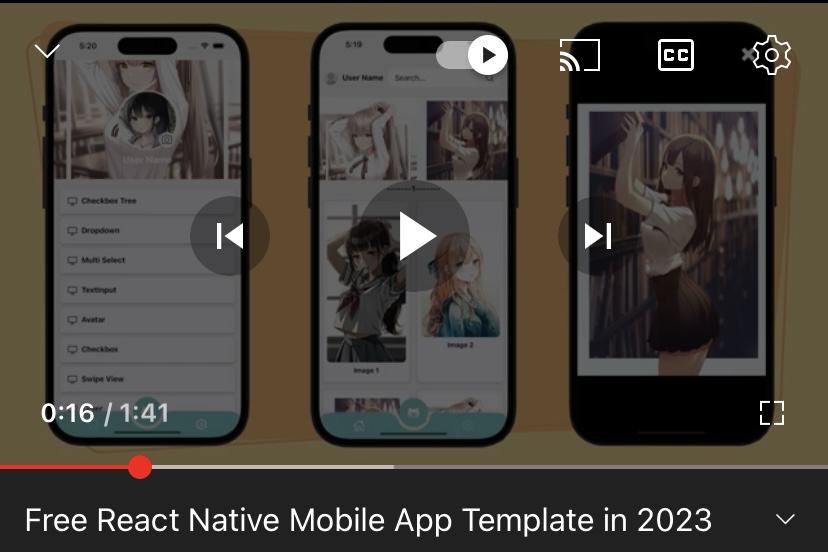 5:20
5:19
CC
User Name
Search...
User Name
1
Checkbox Tree
Dropdown
Multi Select
TextInput
Avatar
Checkbox
Swipe View
Image 1
Image 2
0:16 / 1:41
Free React Native Mobile App Template in 2023